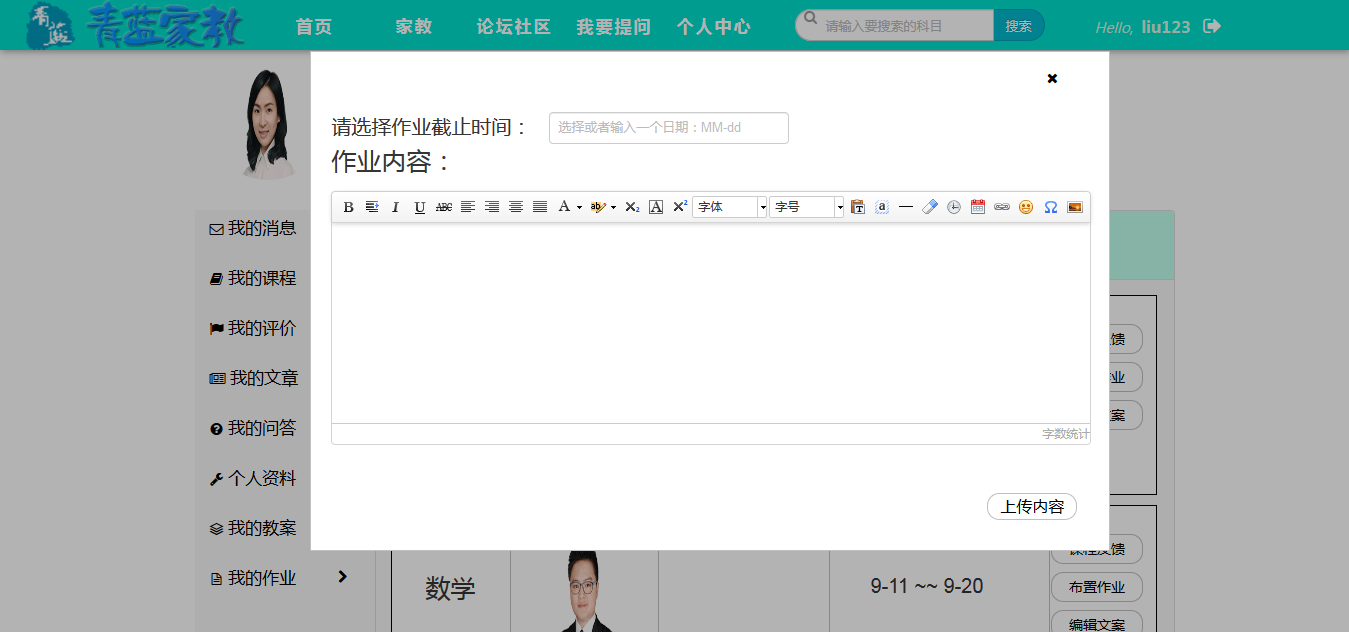 青蓝 青蓝家教 首页 家教 论坛社区 我要提问 个人中心 请输入要搜索的科目 搜索 Hello, liu123
请选择作业截止时间： 选择或者输入一个日期：MM-dd
作业内容：
B I U ABC A ab X₂ A X² 字体 字号 T a Ω
字数统计
上传内容
我的消息
我的课程
我的评价
我的文章
我的问答
个人资料
我的教案
我的作业
馈
业
案
数学 9-11 ~~ 9-20
课程反馈
布置作业
编辑文案